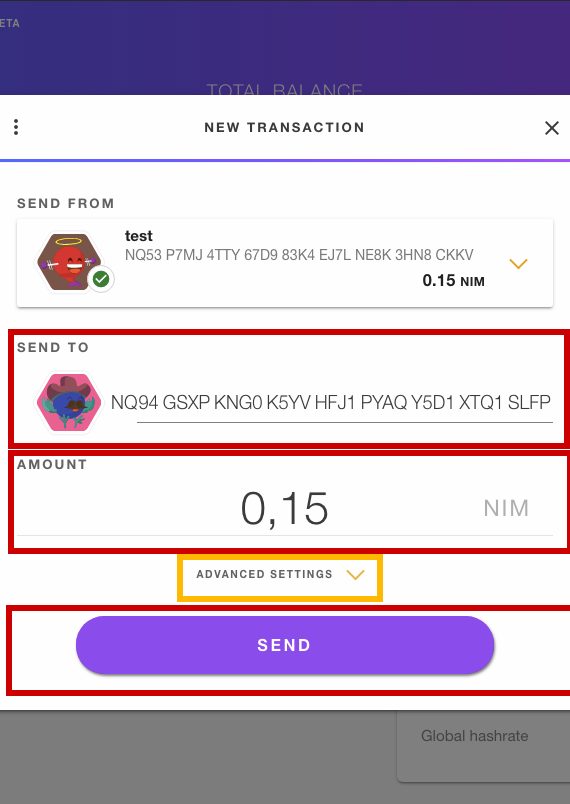 ETA
TOTAL BALANCE
NEW TRANSACTION
SEND FROM
test
NQ53 P7MJ 4TTY 67D9 83K4 EJ7L NE8K 3HN8 CKKV
0.15 NIM
SEND TO
NQ94 GSXP KNG0 K5YV HFJ1 PYAQ Y5D1 XTQ1 SLFP
AMOUNT
0,15 NIM
ADVANCED SETTINGS
SEND
Global hashrate